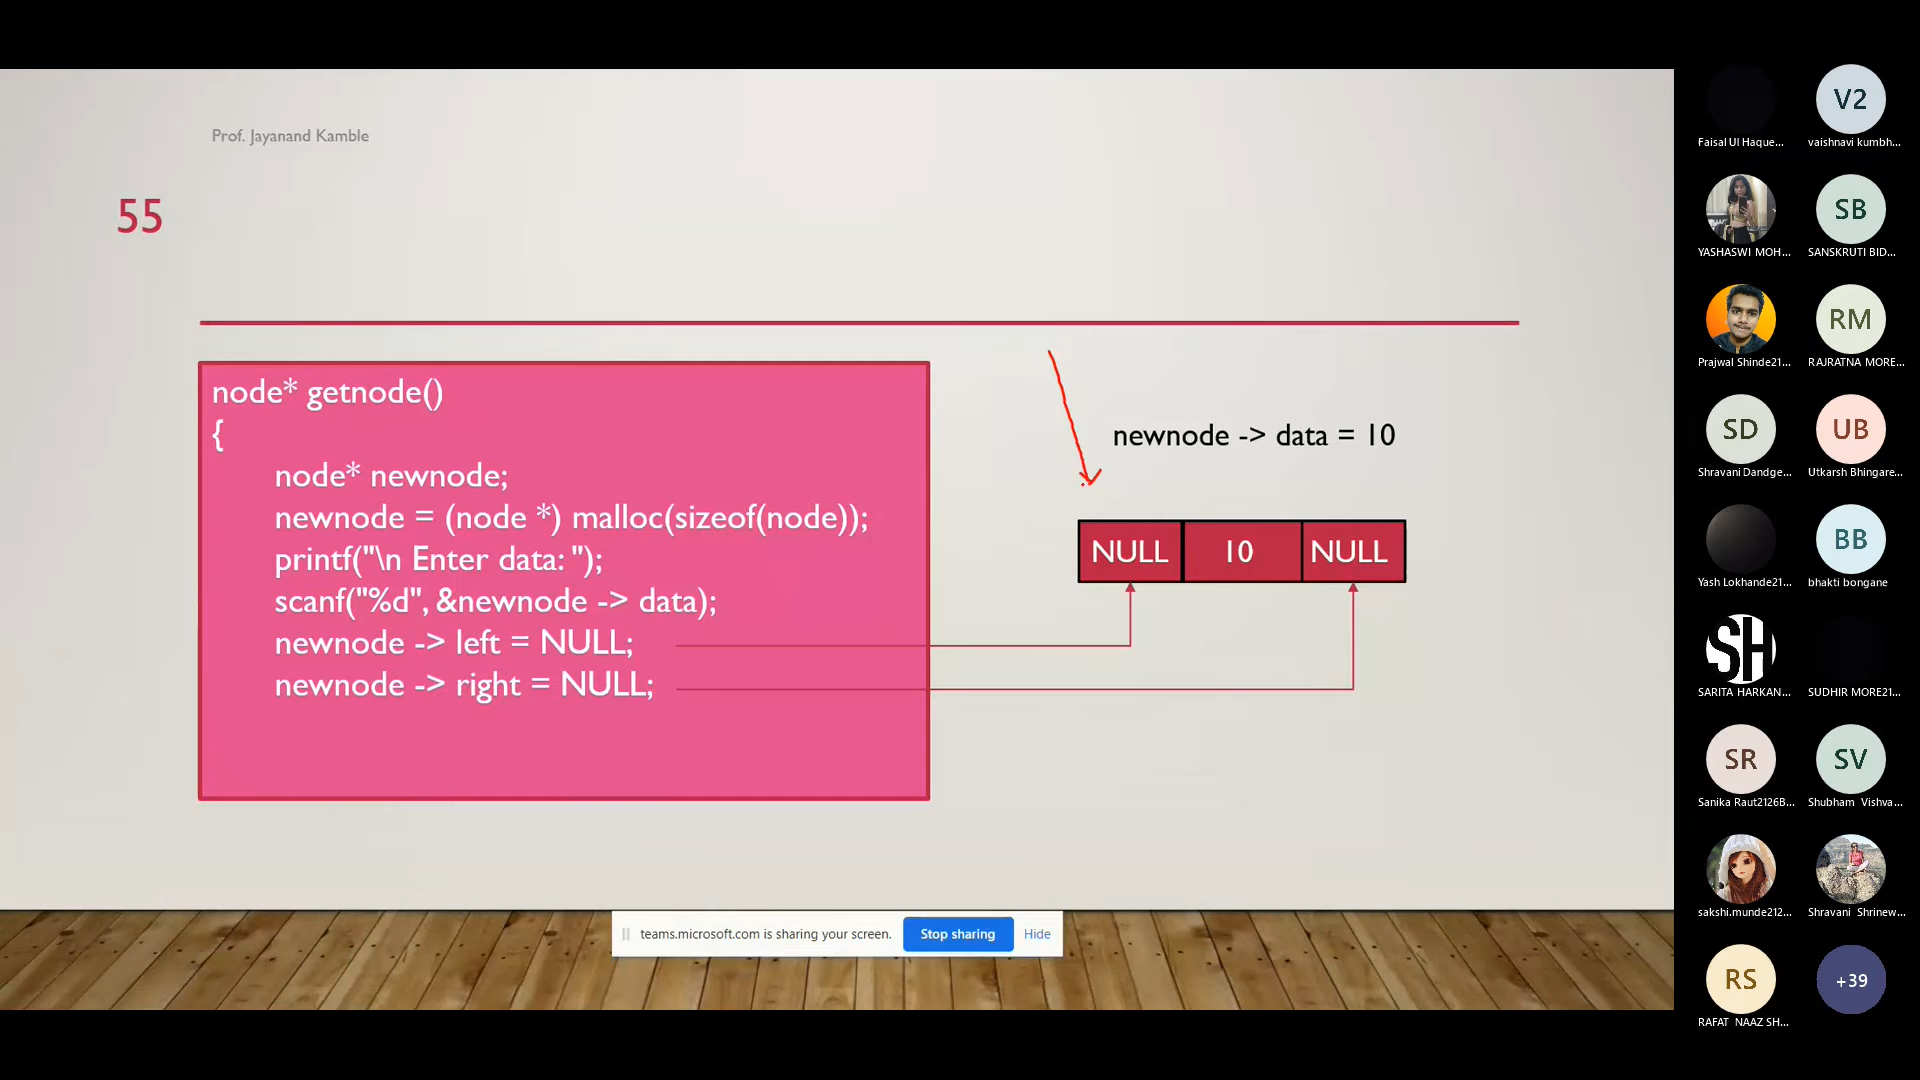 Prof. Jayanand Kamble
55
node* getnode()
{
node* newnode;
newnode = (node *) malloc(sizeof(node));
printf("\n Enter data: ");
scanf("%d", &newnode -> data);
newnode -> left = NULL;
newnode -> right = NULL;
newnode -> data = 10
NULL 10 NULL
teams.microsoft.com is sharing your screen. Stop sharing Hide
V2
Faisal Ul Haque... vaishnavi kumbh...
SB
YASHASWI MOH... SANSKRUTI BID...
RM
Prajwal Shinde21... RAJRATNA MORE...
SD UB
Shravani Dandge... Utkarsh Bhingare...
BB
Yash Lokhande21... bhakti bongane
SH
SARITA HARKAN... SUDHIR MORE21...
SR SV
Sanika Raut2126B... Shubham Vishva...
sakshi.munde212... Shravani Shrinew...
RS +39
RAFAT NAAZ SH...